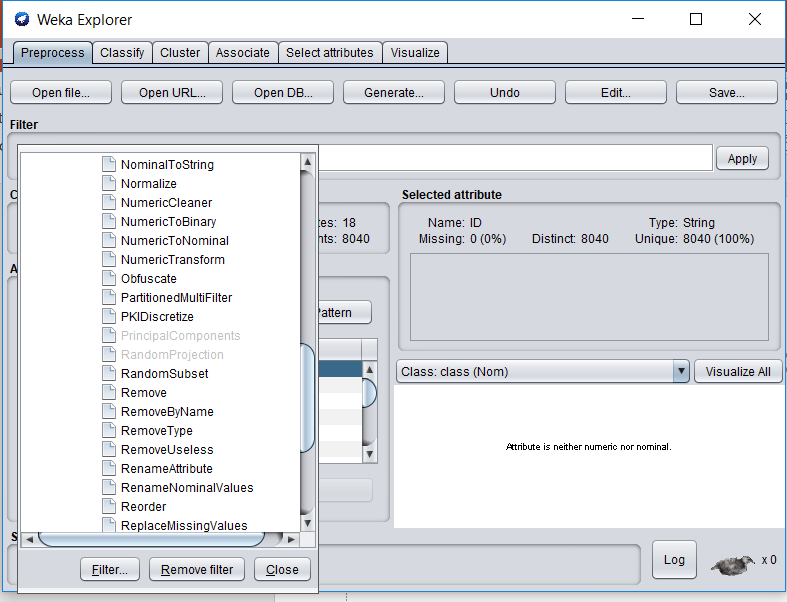 Weka Explorer
Preprocess Classify Cluster Associate Select attributes Visualize
Open file... Open URL... Open DB... Generate... Undo Edit... Save...
Filter
Apply
NominalToString
Normalize
NumericCleaner
NumericToBinary
NumericToNominal
NumericTransform
Obfuscate
PartitionedMultiFilter
PKIDiscretize
PrincipalComponents
RandomProjection
RandomSubset
Remove
RemoveByName
RemoveType
RemoveUseless
RenameAttribute
RenameNominalValues
Reorder
ReplaceMissingValues
Filter... Remove filter Close
18
8040
Selected attribute
Name: ID Type: String
Missing: 0 (0%) Distinct: 8040 Unique: 8040 (100%)
Class: class (Nom) Visualize All
Attribute is neither numeric nor nominal.
Log x 0